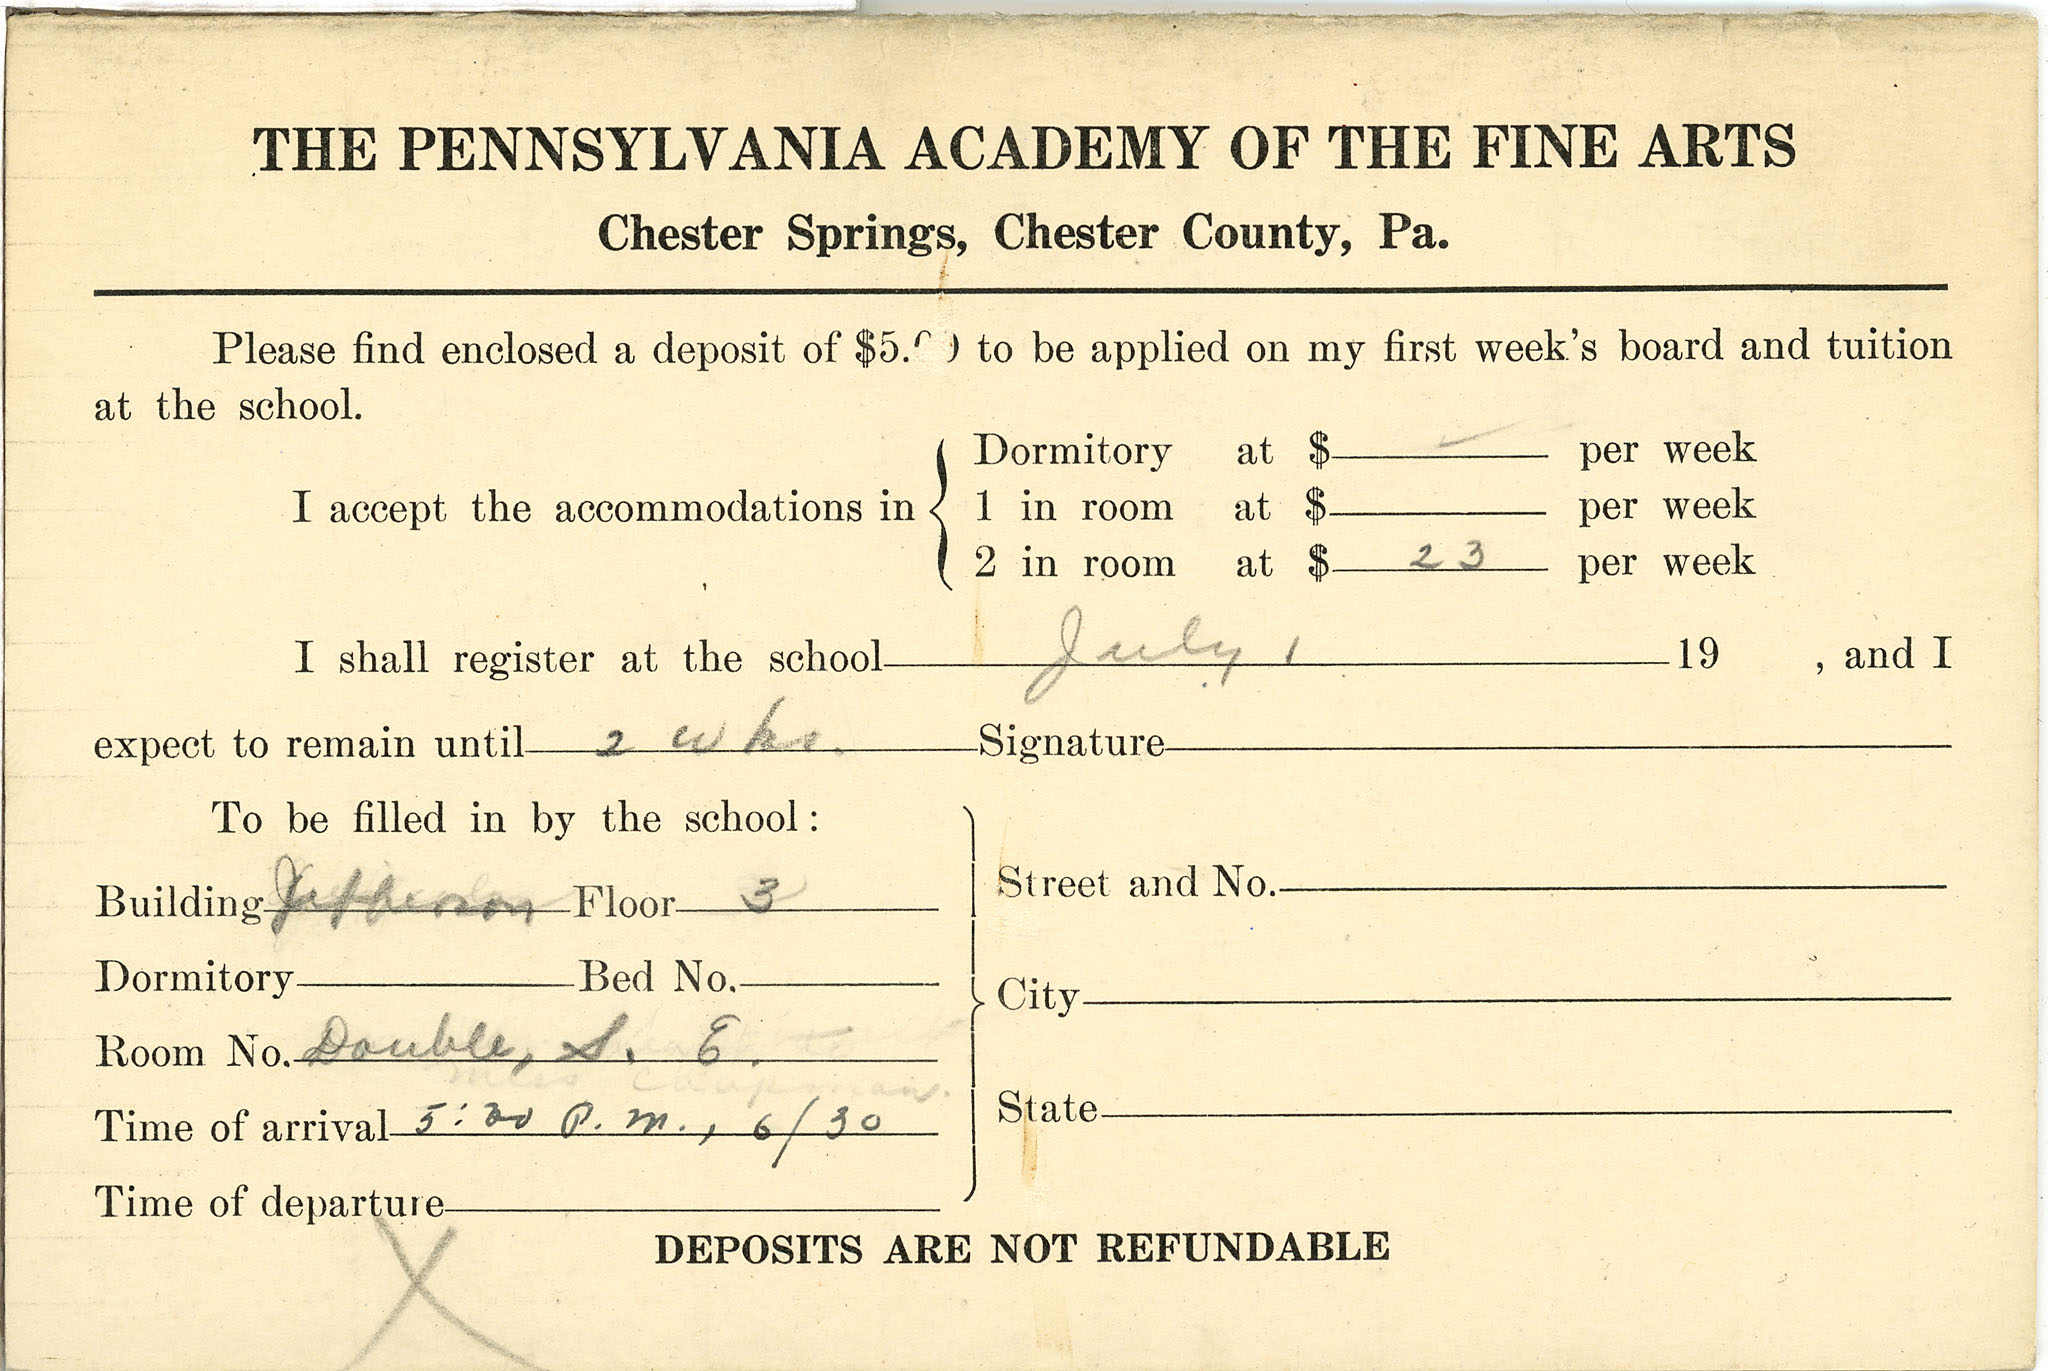 THE PENNSYLVANIA ACADEMY OF THE FINE ARTS
Chester Springs, Chester County, Pa.
Please find enclosed a deposit of $5.00 to be applied on my first week's board and tuition
at the school.
I accept the accommodations in
Dormitory at $ per week
1 in room at $ per week
2 in room at $ 23 per week
I shall register at the school July 1 19 , and I
expect to remain until 2 wks. Signature
To be filled in by the school:
Building Jefferson Floor 3
Dormitory Bed No.
Room No. Double, S. E.
Miss Chapman.
Time of arrival 5:30 P. M., 6/30
Time of departure
Street and No.
City
State
DEPOSITS ARE NOT REFUNDABLE